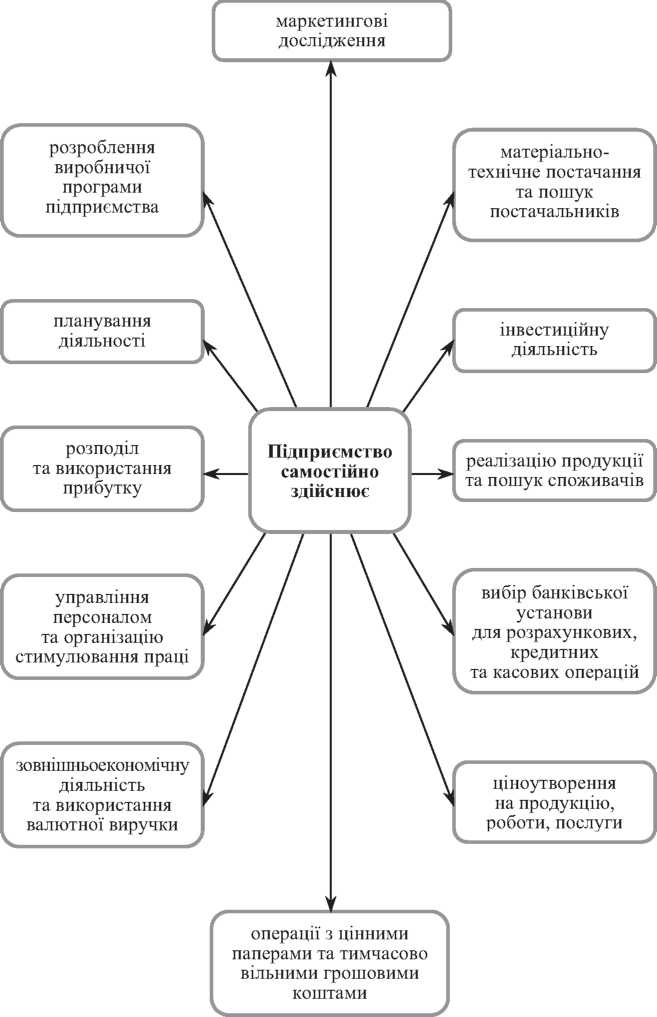 маркетингові
дослідження
розроблення
виробничої
програми
підприємства
матеріально-
технічне постачання
та пошук
постачальників
планування
діяльності
інвестиційну
діяльність
розподіл
та використання
прибутку
Підприємство
самостійно
здійснює
реалізацію продукції
та пошук споживачів
управління
персоналом
та організацію
стимулювання праці
вибір банківської
установи
для розрахункових,
кредитних
та касових операцій
зовнішньоекономічну
діяльність
та використання
валютної виручки
ціноутворення
на продукцію,
роботи, послуги
операції з цінними
паперами та тимчасово
вільними грошовими
коштами